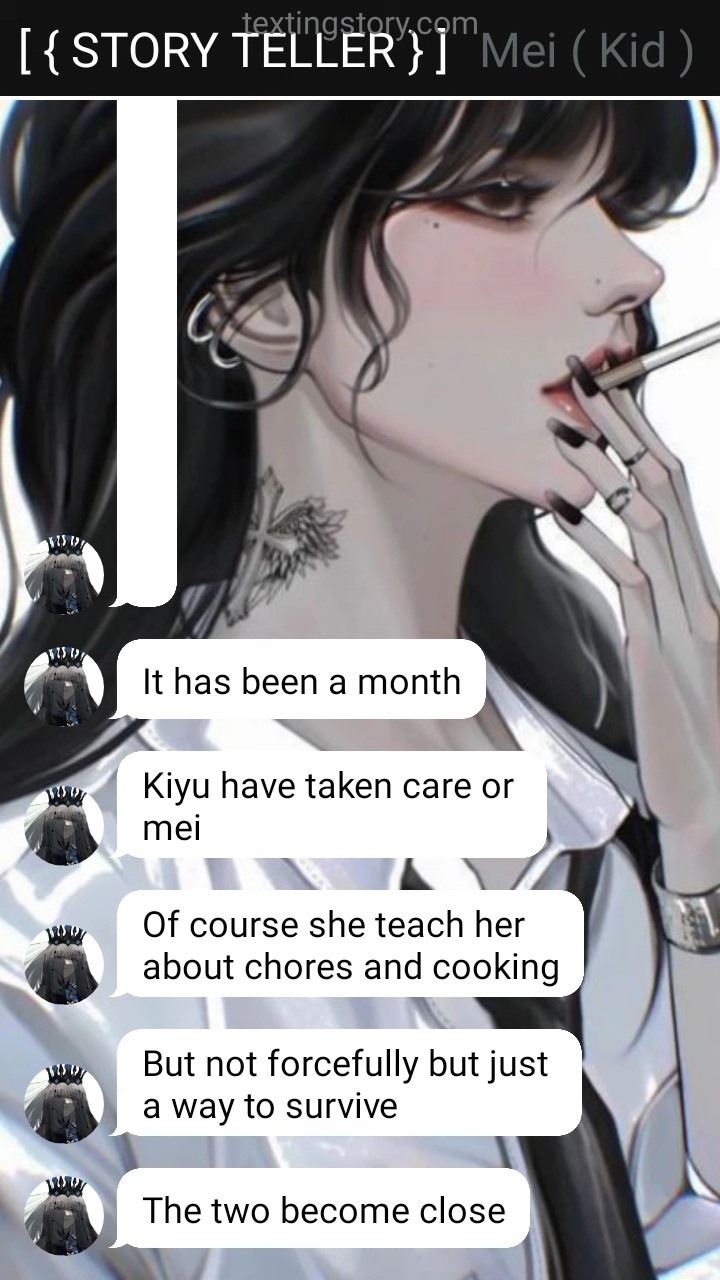 textingstory.com
[ { STORY TELLER } ] Mei ( Kid )
It has been a month
Kiyu have taken care or
mei
Of course she teach her
about chores and cooking
But not forcefully but just
a way to survive
The two become close